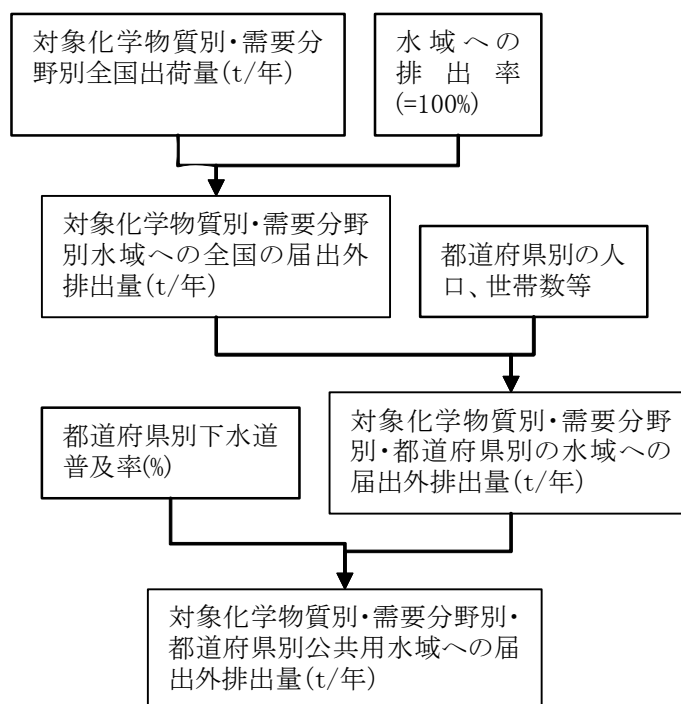 対象化学物質別・需要分
野別全国出荷量(t/年)
水域への
排出率
(=100%)
対象化学物質別・需要分野
別水域への全国の届出外
排出量(t/年)
都道府県別の人
口、世帯数等
都道府県別下水道
普及率(%)
対象化学物質別・需要分野
別・都道府県別の水域への
届出外排出量(t/年)
対象化学物質別・需要分野別・
都道府県別公共用水域への届
出外排出量(t/年)